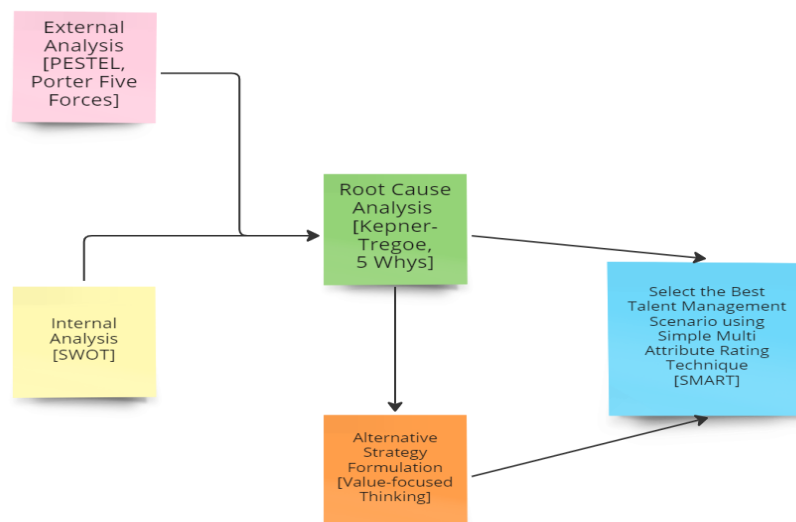 External
Analysis
[PESTEL,
Porter Five
Forces]
Root Cause
Analysis
[Kepner-
Tregoe,
5 Whys]
Internal
Analysis
[SWOT]
Select the Best
Talent Management
Scenario using
Simple Multi
Attribute Rating
Technique
[SMART]
Alternative
Strategy
Formulation
[Value-focused
Thinking]